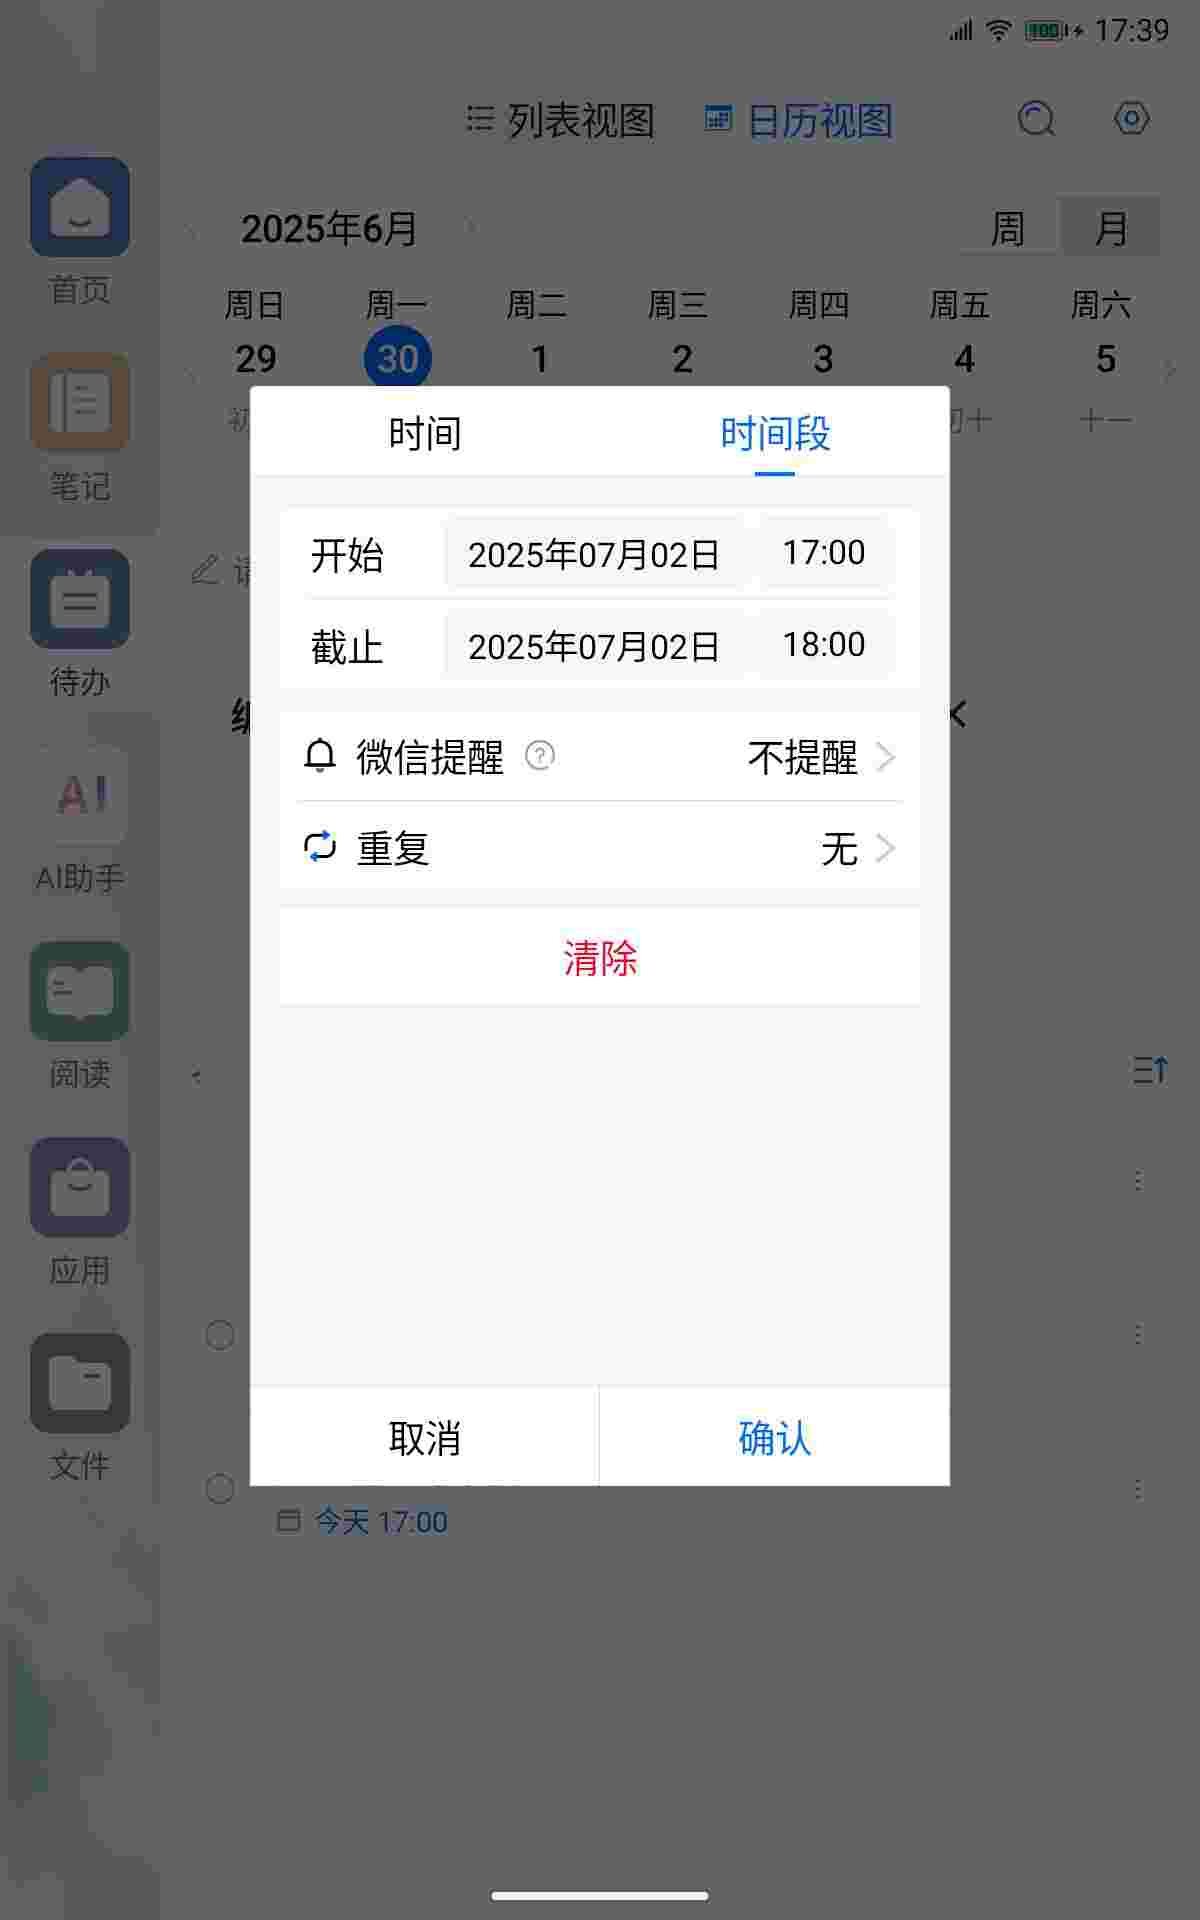 17:39
列表视图 日历视图
2025年6月 周 月
周日 周一 周二 周三 周四 周五 周六
29 30 1 2 3 4 5
十一
首页
笔记
待办
AI
AI助手
阅读
应用
文件
时间 时间段
开始 2025年07月02日 17:00
截止 2025年07月02日 18:00
微信提醒 不提醒
重复 无
清除
取消 确认
今天 17:00